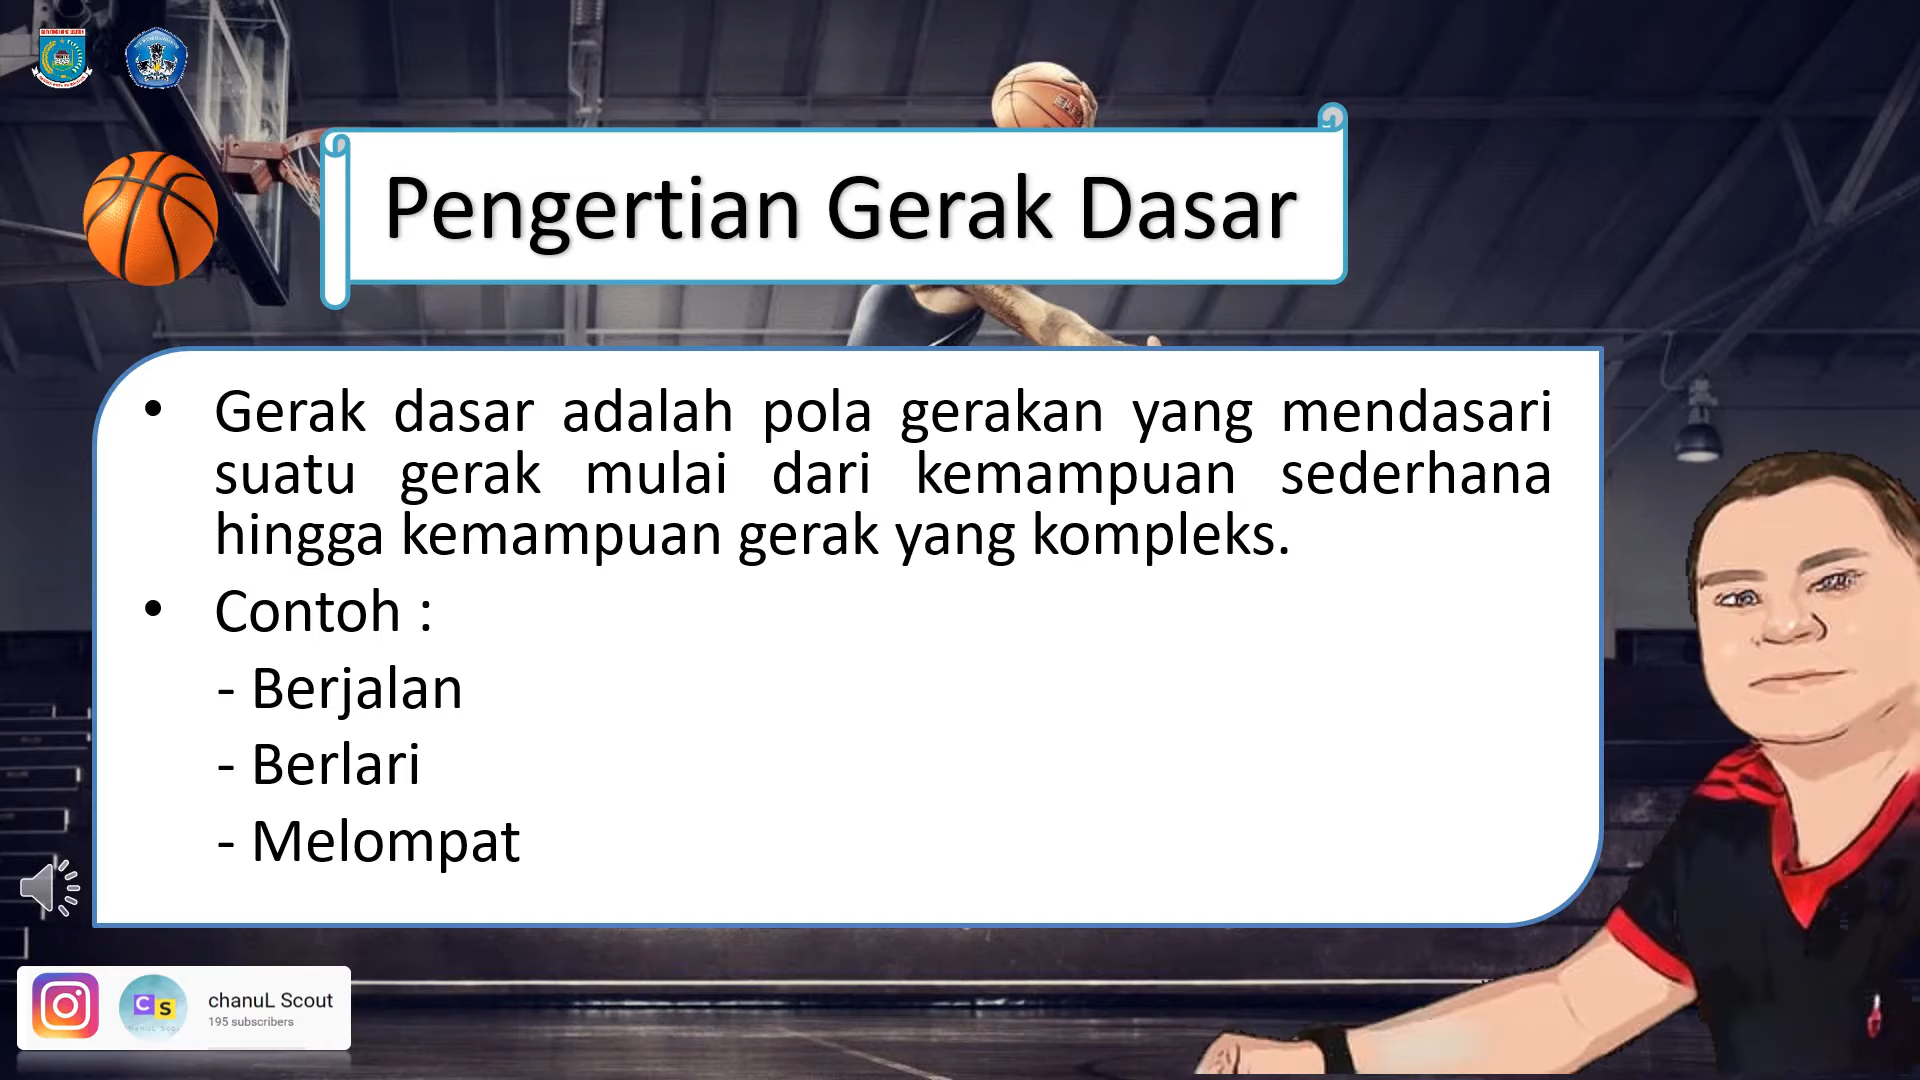 Pengertian Gerak Dasar
• Gerak dasar adalah pola gerakan yang mendasari
suatu gerak mulai dari kemampuan sederhana
hingga kemampuan gerak yang kompleks.
• Contoh :
- Berjalan
- Berlari
- Melompat
CS
chanuL Scout
195 subscribers